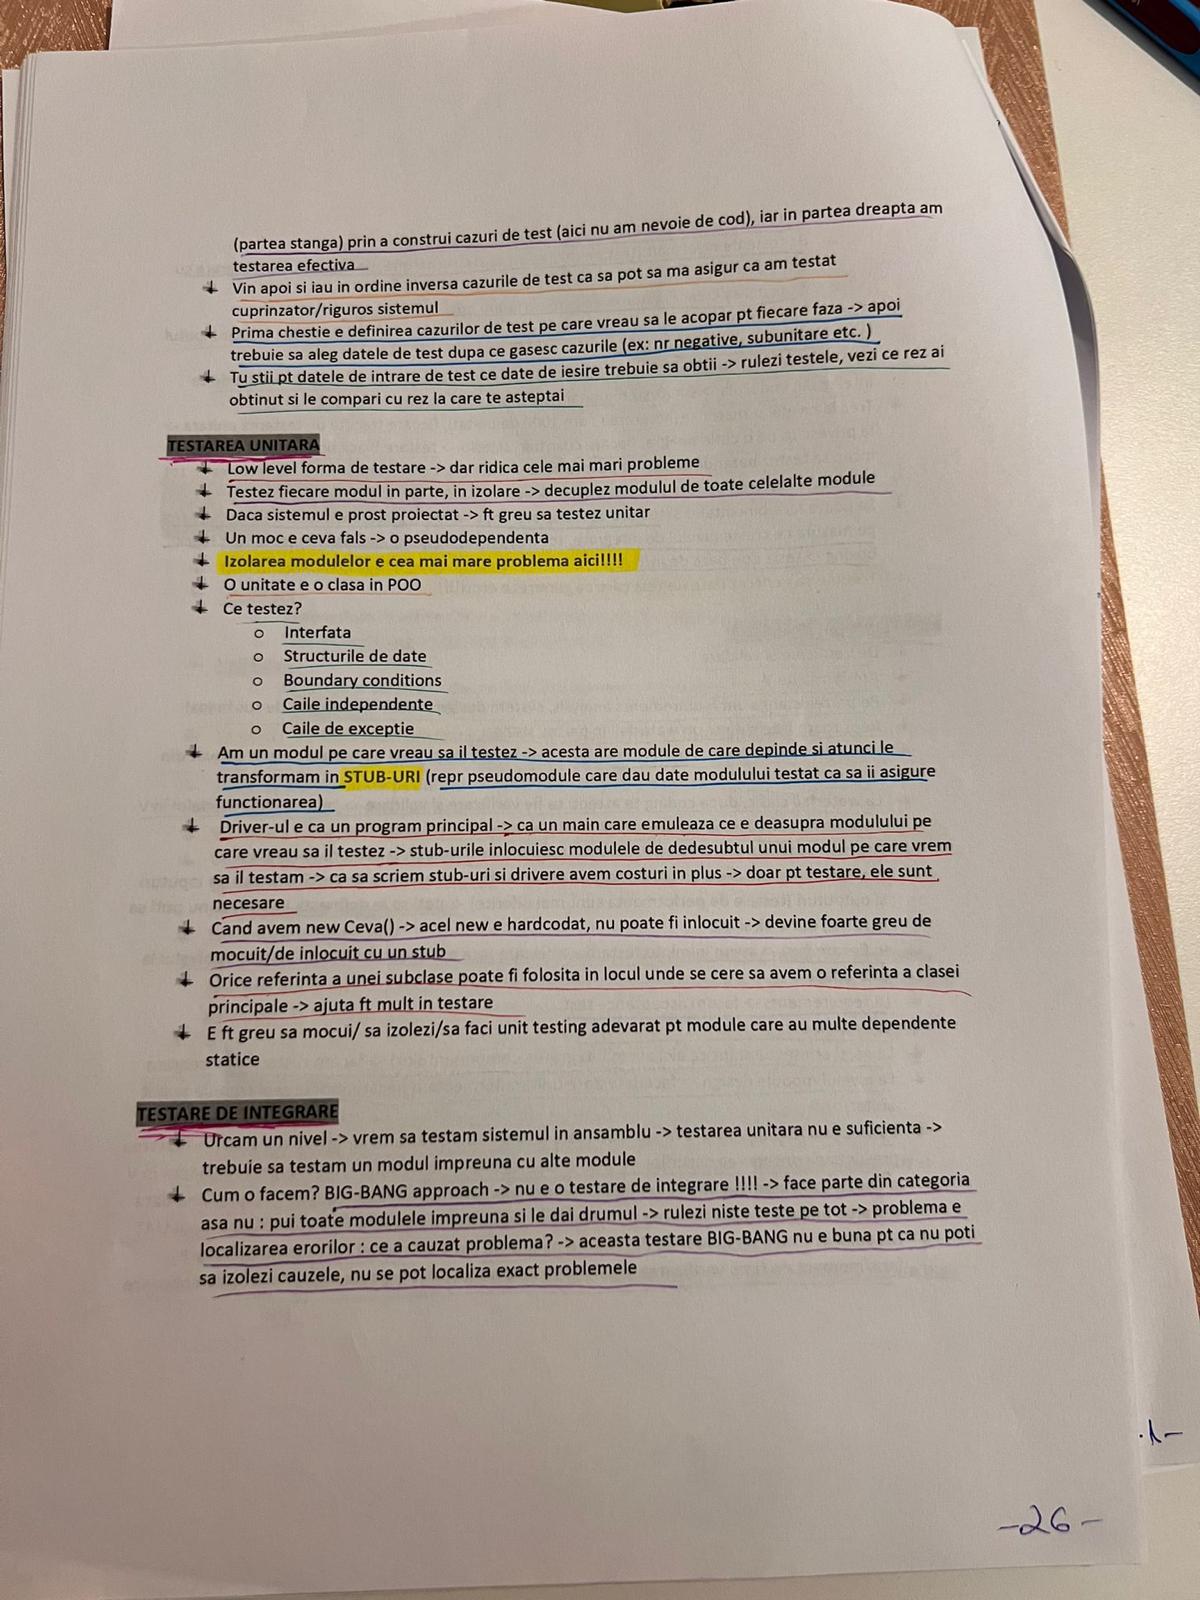 (partea stanga) prin a construi cazuri de test (aici nu am nevoie de cod), iar in partea dreapta am
testarea efectiva
Vin apoi si iau in ordine inversa cazurile de test ca sa pot sa ma asigur ca am testat
cuprinzator/riguros sistemul
Prima chestie e definirea cazurilor de test pe care vreau sa le acopar pt fiecare faza -> apoi
trebuie sa aleg datele de test dupa ce gasesc cazurile (ex: nr negative, subunitare etc. )
Tu stii pt datele de intrare de test ce date de iesire trebuie sa obtii -> rulezi testele, vezi ce rez ai
obtinut si le compari cu rez la care te asteptai
TESTAREA UNITARA
Low level forma de testare -> dar ridica cele mai mari probleme
Testez fiecare modul in parte, in izolare -> decuplez modulul de toate celelalte module
Daca sistemul e prost proiectat -> ft greu sa testez unitar
Un moc e ceva fals -> o pseudodependenta
Izolarea modulelor e cea mai mare problema aici!!!!
O unitate e o clasa in POO
Ce testez?
o Interfata
o Structurile de date
o Boundary conditions
o Caile independente
o Caile de exceptie
Am un modul pe care vreau sa il testez -> acesta are module de care depinde si atunci le
transformam in STUB-URI (repr pseudomodule care dau date modulului testat ca sa ii asigure
functionarea)
Driver-ul e ca un program principal -> ca un main care emuleaza ce e deasupra modulului pe
care vreau sa il testez -> stub-urile inlocuiesc modulele de dedesubtul unui modul pe care vrem
sa il testam -> ca sa scriem stub-uri si drivere avem costuri in plus -> doar pt testare, ele sunt
necesare
Cand avem new Ceva() -> acel new e hardcodat, nu poate fi inlocuit -> devine foarte greu de
mocuit/de inlocuit cu un stub
Orice referinta a unei subclase poate fi folosita in locul unde se cere sa avem o referinta a clasei
principale -> ajuta ft mult in testare
E ft greu sa mocui/ sa izolezi/sa faci unit testing adevarat pt module care au multe dependente
statice
TESTARE DE INTEGRARE
Urcam un nivel -> vrem sa testam sistemul in ansamblu -> testarea unitara nu e suficienta ->
trebuie sa testam un modul impreuna cu alte module
Cum o facem? BIG-BANG approach -> nu e o testare de integrare !!!! -> face parte din categoria
asa nu : pui toate modulele impreuna si le dai drumul -> rulezi niste teste pe tot -> problema e
localizarea erorilor : ce a cauzat problema? -> aceasta testare BIG-BANG nu e buna pt ca nu poti
sa izolezi cauzele, nu se pot localiza exact problemele
-26-